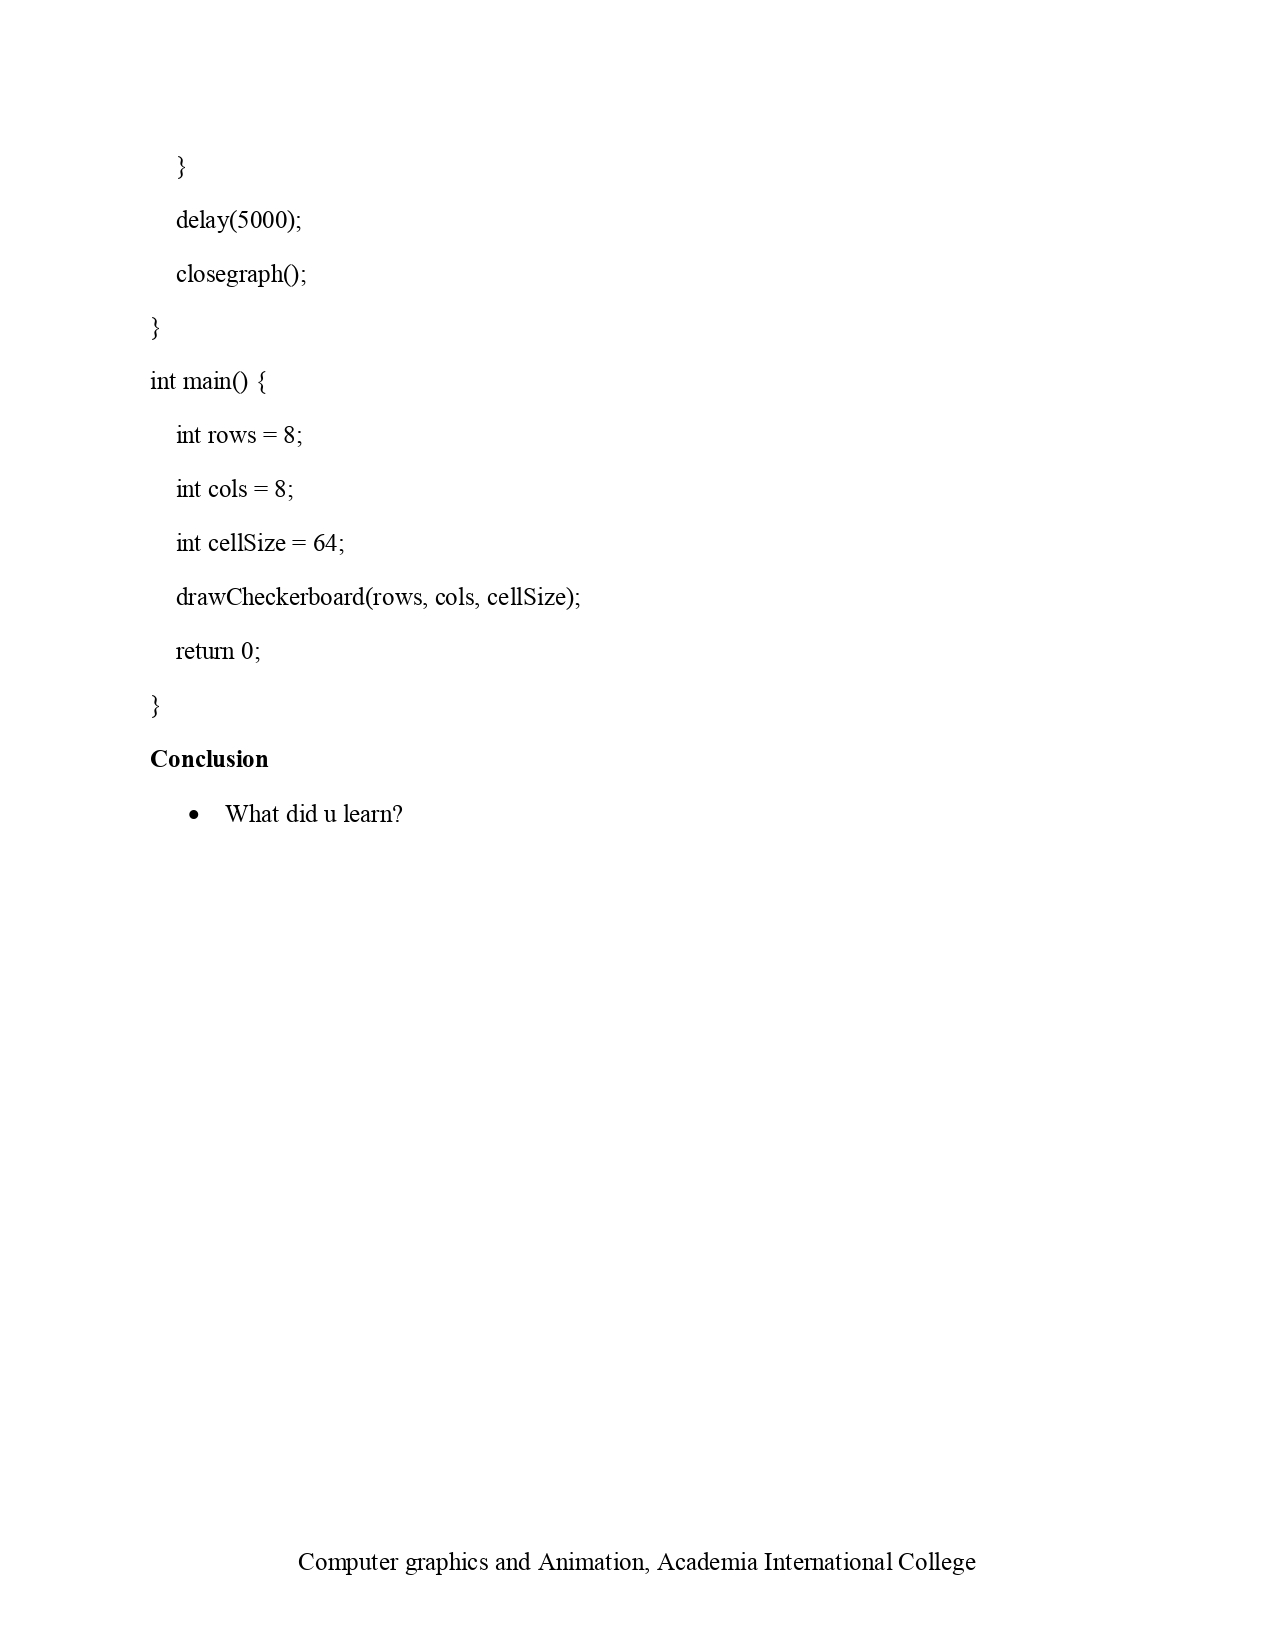 }
delay(5000);
closegraph();
}
int main() {
int rows = 8;
int cols = 8;
int cellSize = 64;
drawCheckerboard(rows, cols, cellSize);
return 0;
}
Conclusion
• What did u learn?
Computer graphics and Animation, Academia International College